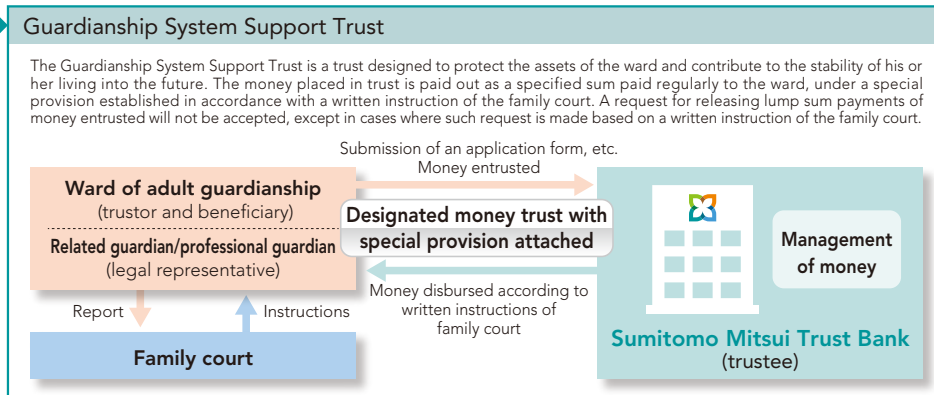 Guardianship System Support Trust
The Guardianship System Support Trust is a trust designed to protect the assets of the ward and contribute to the stability of his or
her living into the future. The money placed in trust is paid out as a specified sum paid regularly to the ward, under a special
provision established in accordance with a written instruction of the family court. A request for releasing lump sum payments of
money entrusted will not be accepted, except in cases where such request is made based on a written instruction of the family court.
Submission of an application form, etc.
Money entrusted
Ward of adult guardianship
(trustor and beneficiary)
Related guardian/professional guardian
(legal representative)
Designated money trust with
special provision attached
Management
of money
Money disbursed according to
written instructions of
family court
Report
Instructions
Family court
Sumitomo Mitsui Trust Bank
(trustee)